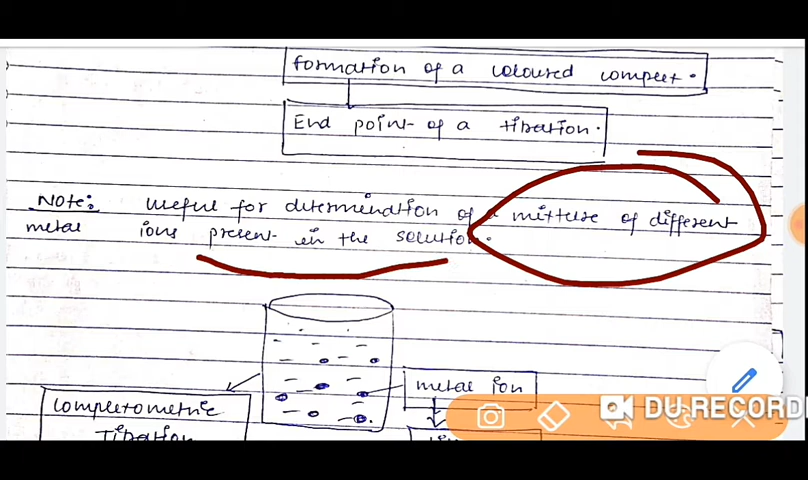 formation of a coloured complex.
End point of a titration.
Note: useful for determination of a mixture of different
metal ions present in the solution.
metal ion
complexometric
Titration
DU RECORD